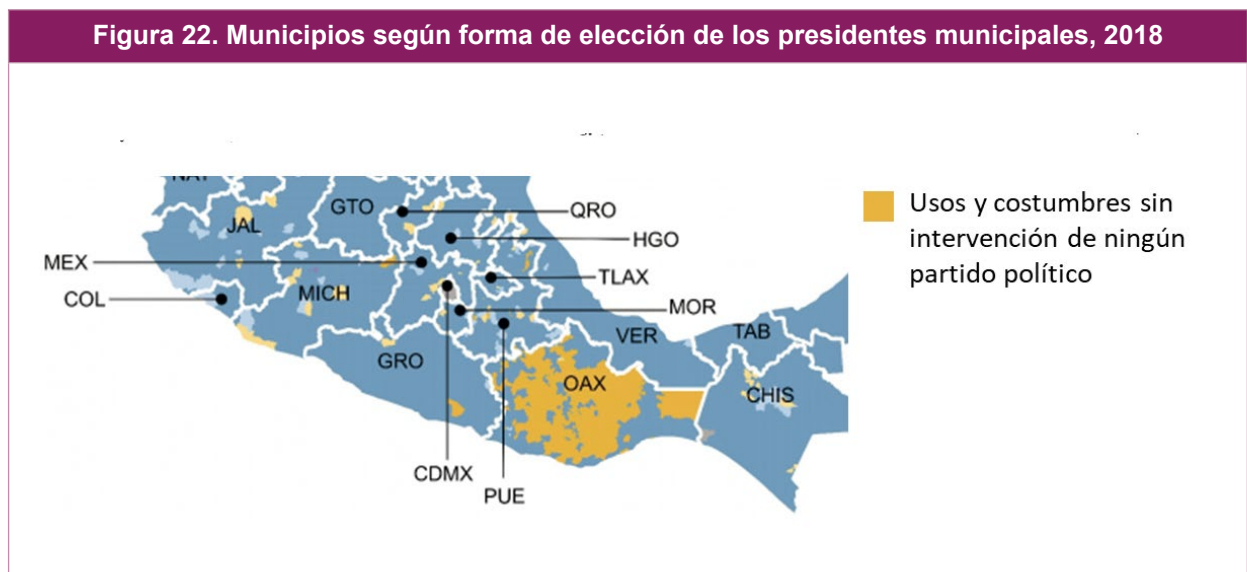 Figura 22. Municipios según forma de elección de los presidentes municipales, 2018
GTO
QRO
JAL
HGO
MEX
TLAX
COL
MICH
MOR
VER
TAB
GRO
OAX
CHIS
CDMX
PUE
Usos y costumbres sin
intervención de ningún
partido político